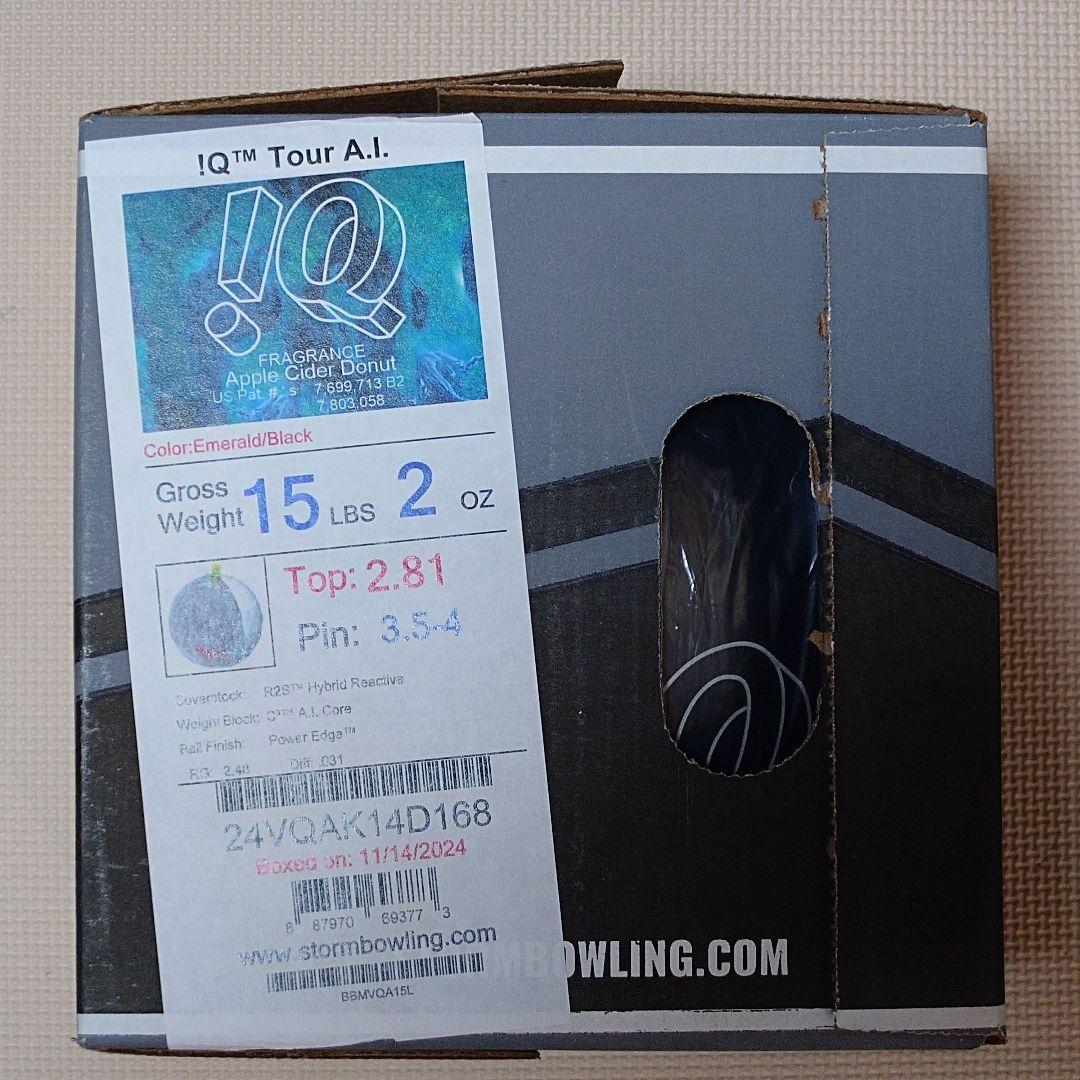 !Q™ Tour A.I.
!Q
FRAGRANCE
Apple Cider Donut
US Pat # s 7,699,713 B2
7,803,058
Color:Emerald/Black
Gross Weight 15 LBS 2 OZ
Top: 2.81
Pin: 3.5-4
Coverstock: R2S™ Hybrid Reactive
Weight Block: A.I. Core
Ball Finish: Power Edge™
RG: 2.48 Diff: .031
24VQAK14D168
Boxed on: 11/14/2024
8 87970 69377 3
www.stormbowling.com
MBOWLING.COM
BBMVQA15L